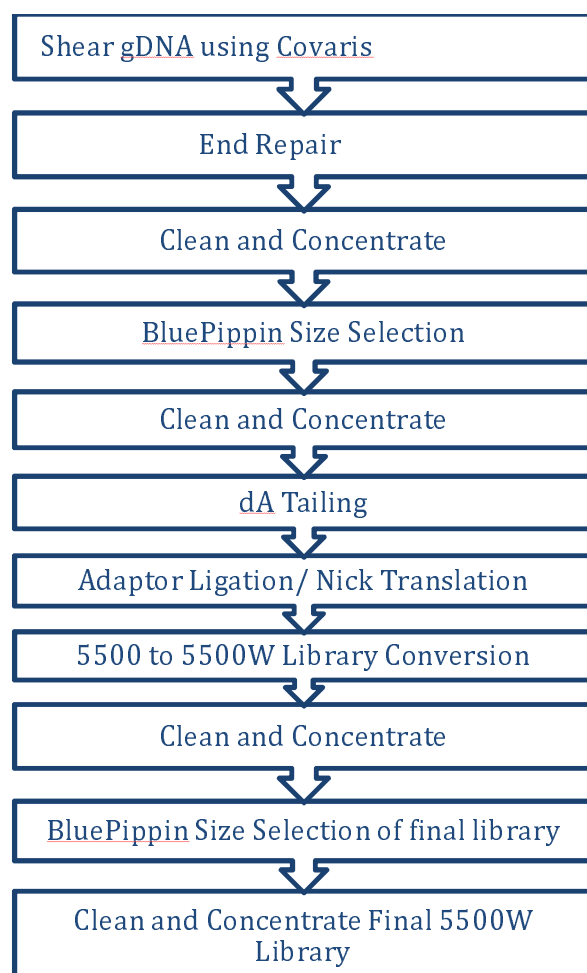 Shear gDNA using Covaris
End Repair
Clean and Concentrate
BluePippin Size Selection
Clean and Concentrate
dA Tailing
Adaptor Ligation/ Nick Translation
5500 to 5500W Library Conversion
Clean and Concentrate
BluePippin Size Selection of final library
Clean and Concentrate Final 5500W
Library